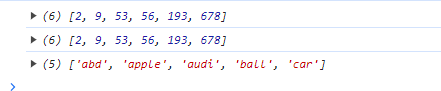 ▶ (6) [2, 9, 53, 56, 193, 678]
▶ (6) [2, 9, 53, 56, 193, 678]
▶ (5) ['abd', 'apple', 'audi', 'ball', 'car']
>